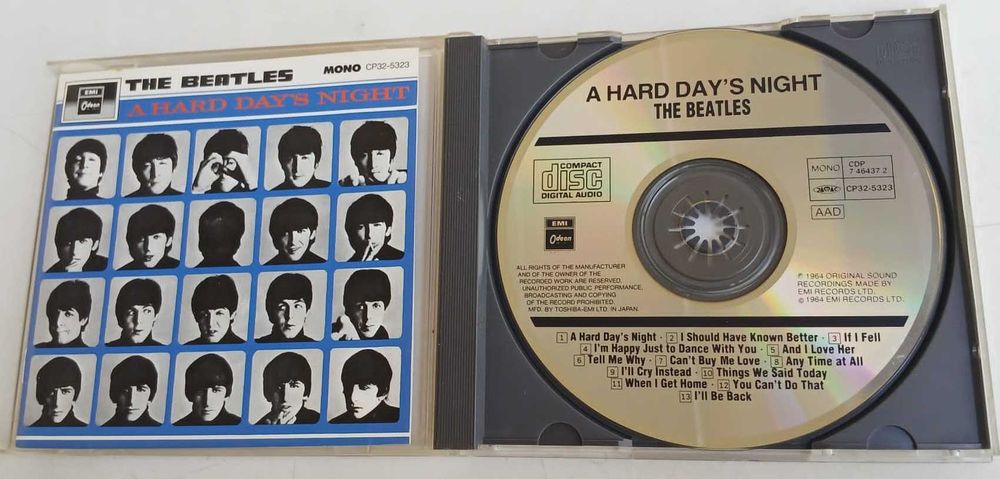 EMI
Odeon
THE BEATLES
MONO CP32-5323
A HARD DAY'S NIGHT
A HARD DAY'S NIGHT
THE BEATLES
COMPACT
disc
DIGITAL AUDIO
MONO
CDP
7 46437 2
CP32-5323
AAD
EMI
Odeon
ALL RIGHTS OF THE MANUFACTURER
AND OF THE OWNER OF THE
RECORDED WORK ARE RESERVED.
UNAUTHORIZED PUBLIC PERFORMANCE,
BROADCASTING AND COPYING
OF THE RECORD PROHIBITED.
MFD. BY TOSHIBA-EMI LTD. IN JAPAN.
℗ 1964 ORIGINAL SOUND
RECORDINGS MADE BY
EMI RECORDS LTD.
© 1964 EMI RECORDS LTD.
1 A Hard Day's Night · 2 I Should Have Known Better · 3 If I Fell
4 I'm Happy Just to Dance With You · 5 And I Love Her
6 Tell Me Why · 7 Can't Buy Me Love · 8 Any Time at All
9 I'll Cry Instead · 10 Things We Said Today
11 When I Get Home · 12 You Can't Do That
13 I'll Be Back